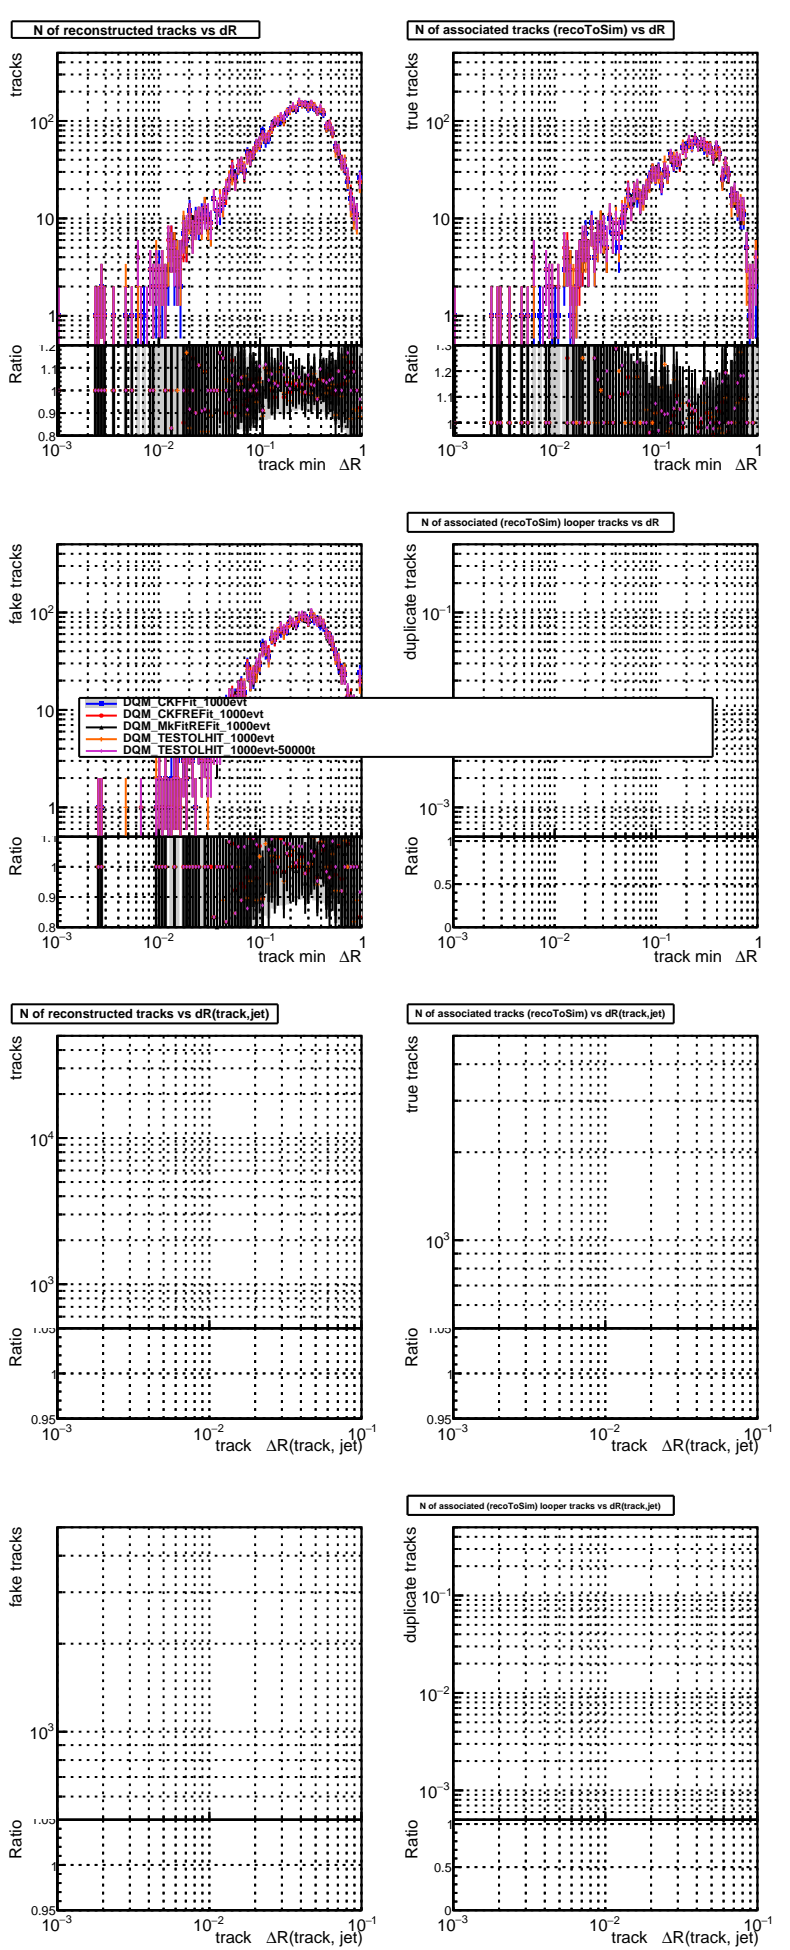 N of reconstructed tracks vs dR
tracks
10²
10
1
Ratio
1.2
1.1
1
0.9
0.8
10⁻³ 10⁻² 10⁻¹ 1
track min ΔR
N of associated tracks (recoToSim) vs dR
true tracks
10²
10
1
Ratio
1.3
1.2
1.1
1
10⁻³ 10⁻² 10⁻¹ 1
track min ΔR
fake tracks
10²
10
1
Ratio
1.1
1
0.9
0.8
10⁻³ 10⁻² 10⁻¹ 1
track min ΔR
N of associated (recoToSim) looper tracks vs dR
duplicate tracks
10⁻¹
10⁻³
Ratio
1
0.5
0
10⁻³ 10⁻² 10⁻¹ 1
track min ΔR
DQM_CKFFit_1000evt
DQM_CKFREFit_1000evt
DQM_MkFitREFit_1000evt
DQM_TESTOLHIT_1000evt
DQM_TESTOLHIT_1000evt-50000t
N of reconstructed tracks vs dR(track,jet)
tracks
10⁴
10³
Ratio
1.05
1
0.95
10⁻³ 10⁻² 10⁻¹
track ΔR(track, jet)
N of associated tracks (recoToSim) vs dR(track,jet)
true tracks
10³
Ratio
1.05
1
0.95
10⁻³ 10⁻² 10⁻¹
track ΔR(track, jet)
fake tracks
10³
Ratio
1.05
1
0.95
10⁻³ 10⁻² 10⁻¹
track ΔR(track, jet)
N of associated (recoToSim) looper tracks vs dR(track,jet)
duplicate tracks
10⁻¹
10⁻²
10⁻³
Ratio
1
0.5
0
10⁻³ 10⁻² 10⁻¹
track ΔR(track, jet)